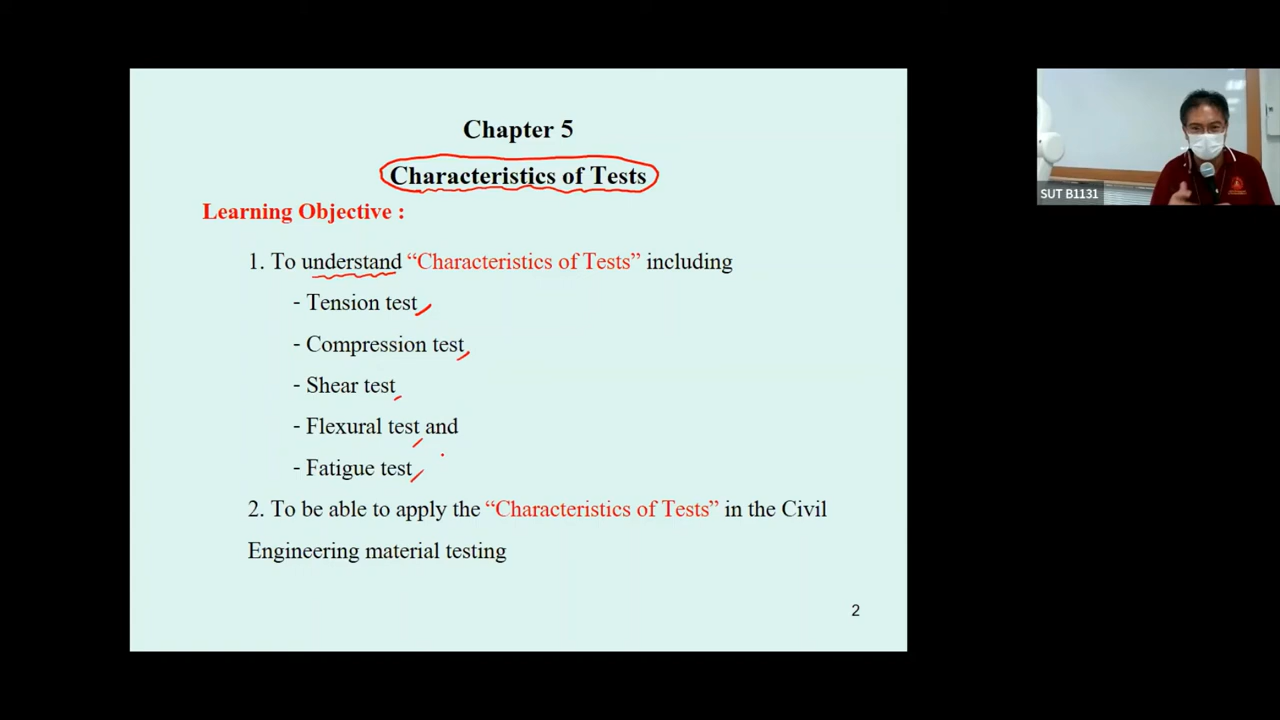 Chapter 5
Characteristics of Tests
Learning Objective :
1. To understand “Characteristics of Tests” including
- Tension test
- Compression test
- Shear test
- Flexural test and
- Fatigue test
2. To be able to apply the “Characteristics of Tests” in the Civil
Engineering material testing
2
SUT B1131